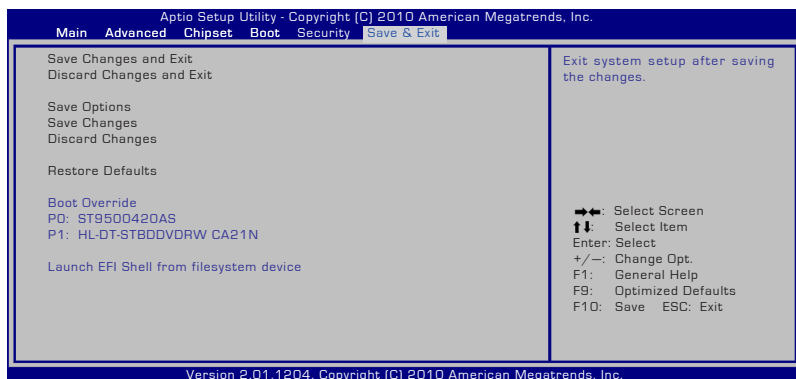 Aptio Setup Utility - Copyright (C) 2010 American Megatrends, Inc.
Main Advanced Chipset Boot Security Save & Exit
Save Changes and Exit
Discard Changes and Exit
Save Options
Save Changes
Discard Changes
Restore Defaults
Boot Override
P0: ST9500420AS
P1: HL-DT-STBDDVDRW CA21N
Launch EFI Shell from filesystem device
Exit system setup after saving
the changes.
→←: Select Screen
↑↓: Select Item
Enter: Select
+/—: Change Opt.
F1: General Help
F9: Optimized Defaults
F10: Save ESC: Exit
Version 2.01.1204. Copyright (C) 2010 American Megatrends, Inc.